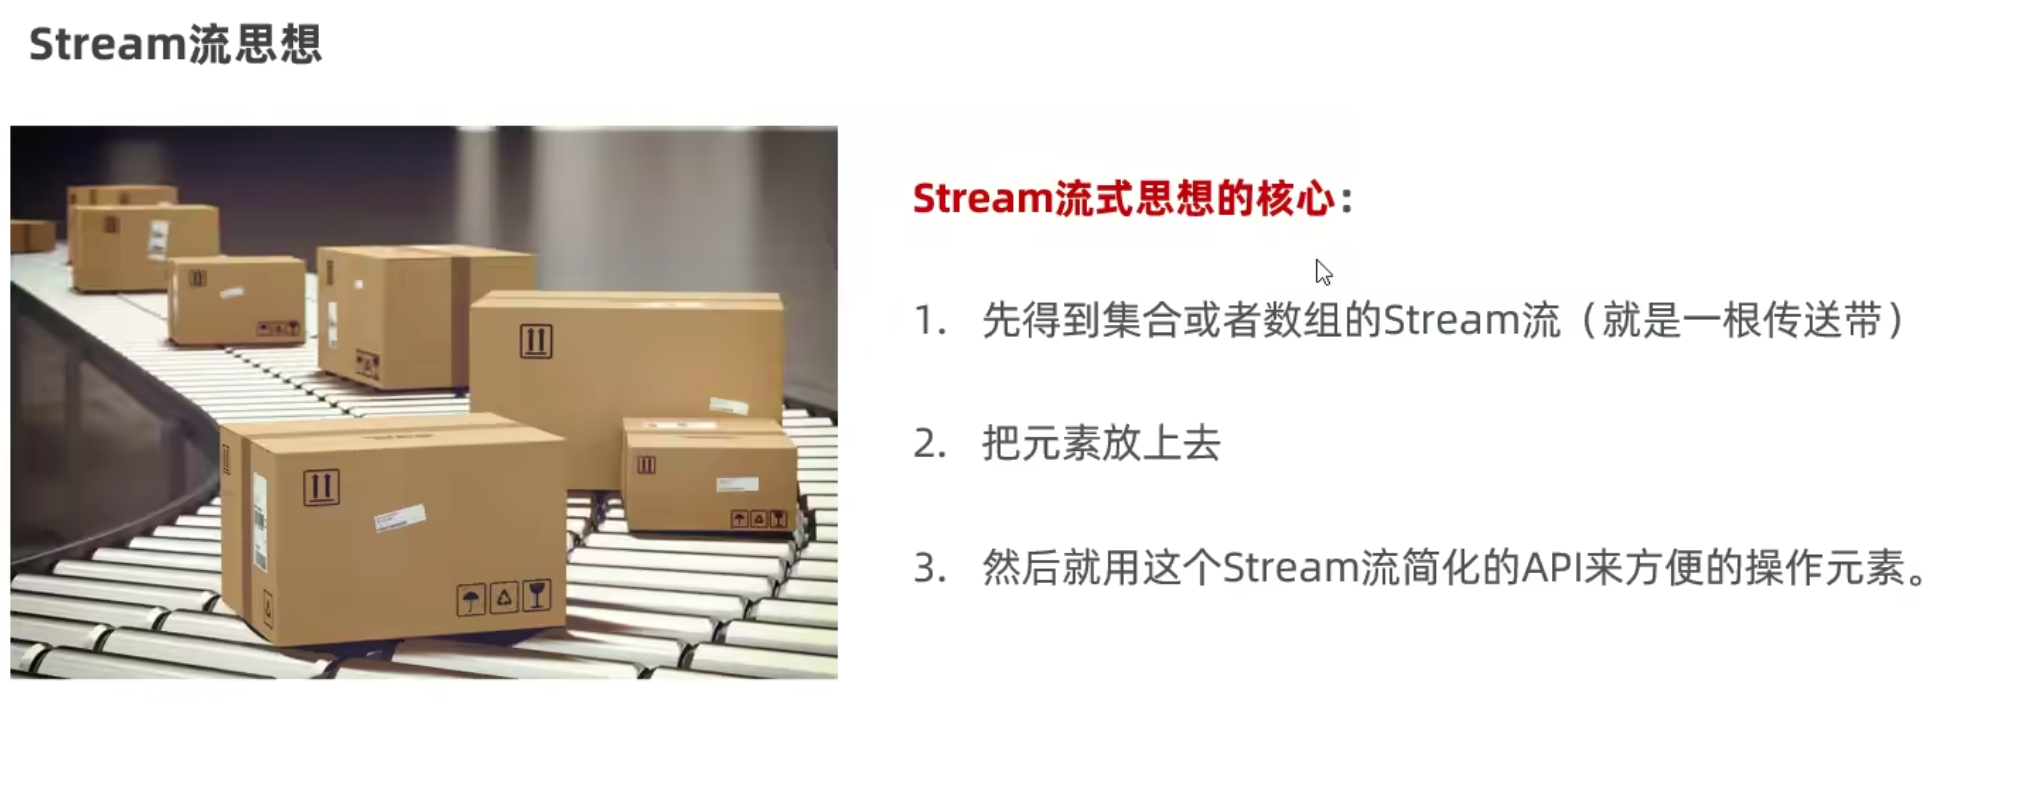 Stream流思想
Stream流式思想的核心：
1. 先得到集合或者数组的Stream流（就是一根传送带）
2. 把元素放上去
3. 然后就用这个Stream流简化的API来方便的操作元素。